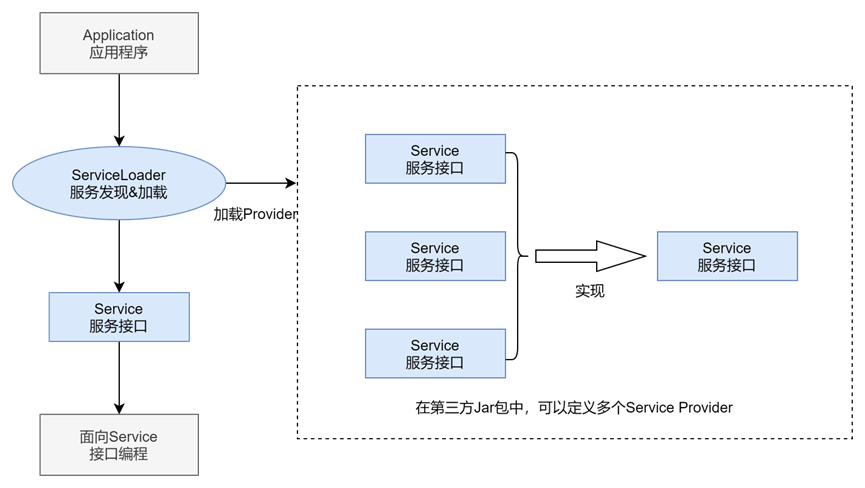 Application
应用程序
ServiceLoader
服务发现&加载
加载Provider
Service
服务接口
面向Service
接口编程
Service
服务接口
Service
服务接口
Service
服务接口
实现
Service
服务接口
在第三方Jar包中，可以定义多个Service Provider